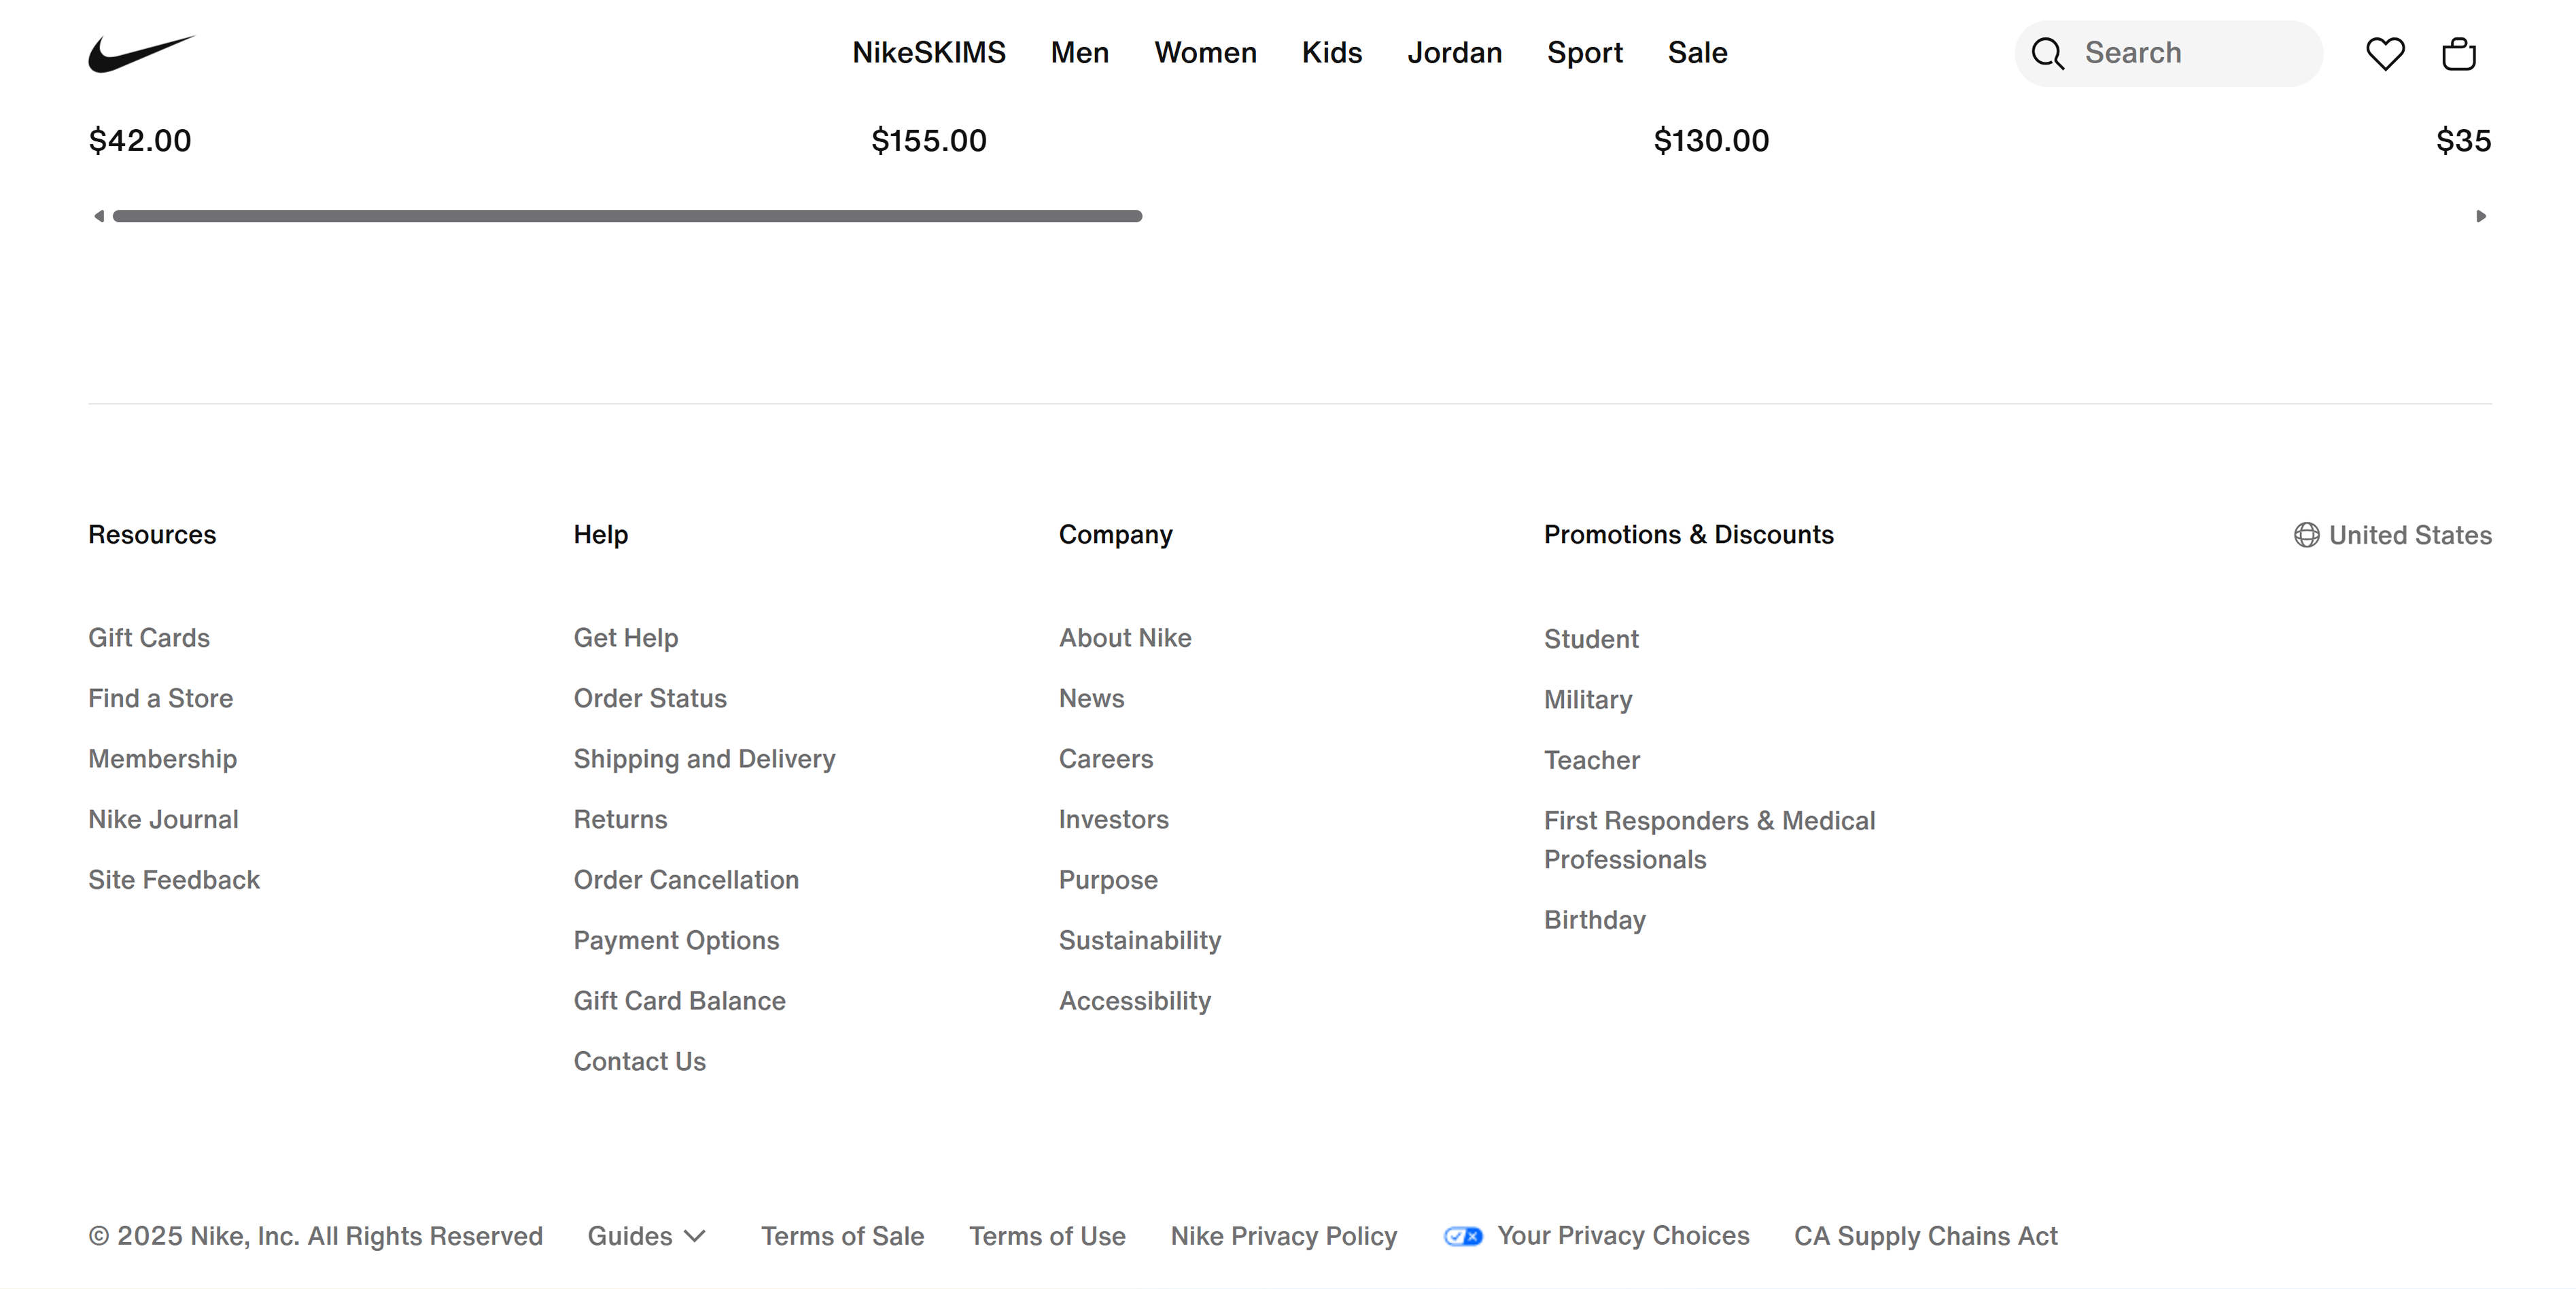 NikeSKIMS Men Women Kids Jordan Sport Sale Search
$42.00 $155.00 $130.00 $35
Resources
Gift Cards
Find a Store
Membership
Nike Journal
Site Feedback
Help
Get Help
Order Status
Shipping and Delivery
Returns
Order Cancellation
Payment Options
Gift Card Balance
Contact Us
Company
About Nike
News
Careers
Investors
Purpose
Sustainability
Accessibility
Promotions & Discounts
Student
Military
Teacher
First Responders & Medical
Professionals
Birthday
United States
© 2025 Nike, Inc. All Rights Reserved Guides Terms of Sale Terms of Use Nike Privacy Policy Your Privacy Choices CA Supply Chains Act